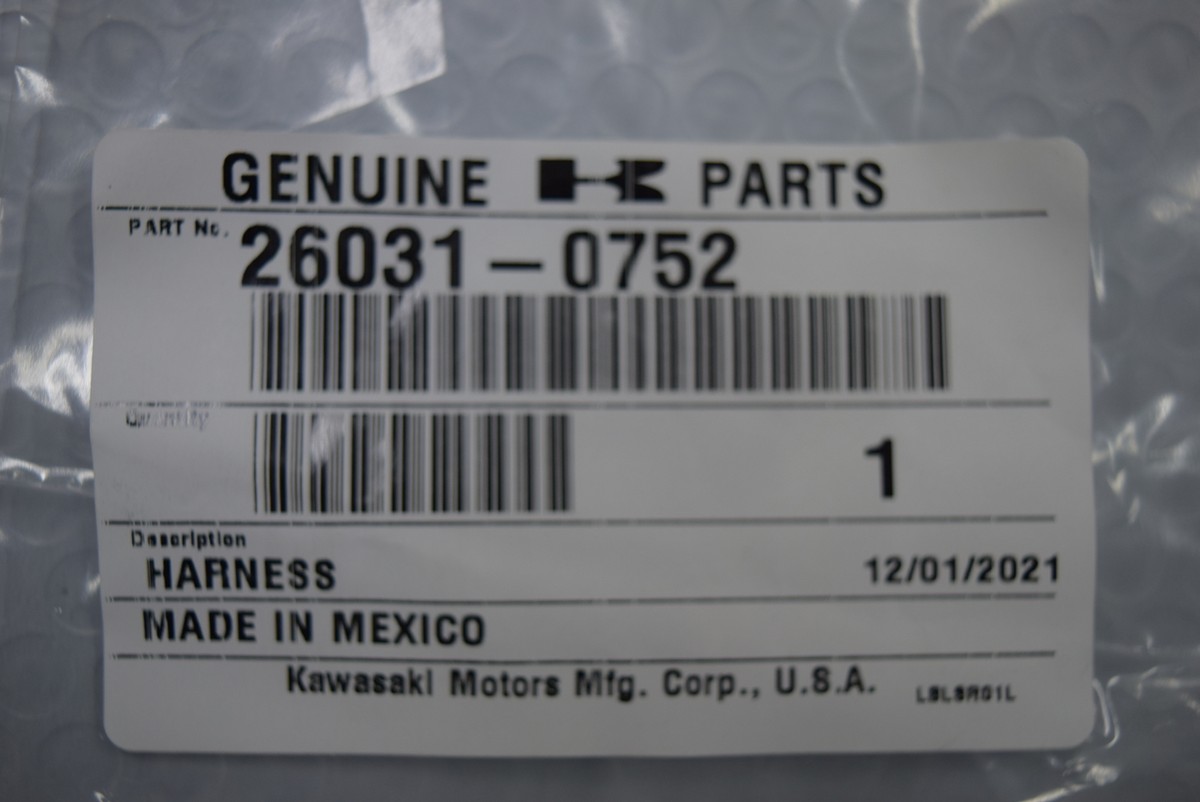 GENUINE PARTS
PART No. 26031-0752
Quantity 1
Description
HARNESS 12/01/2021
MADE IN MEXICO
Kawasaki Motors Mfg. Corp., U.S.A.